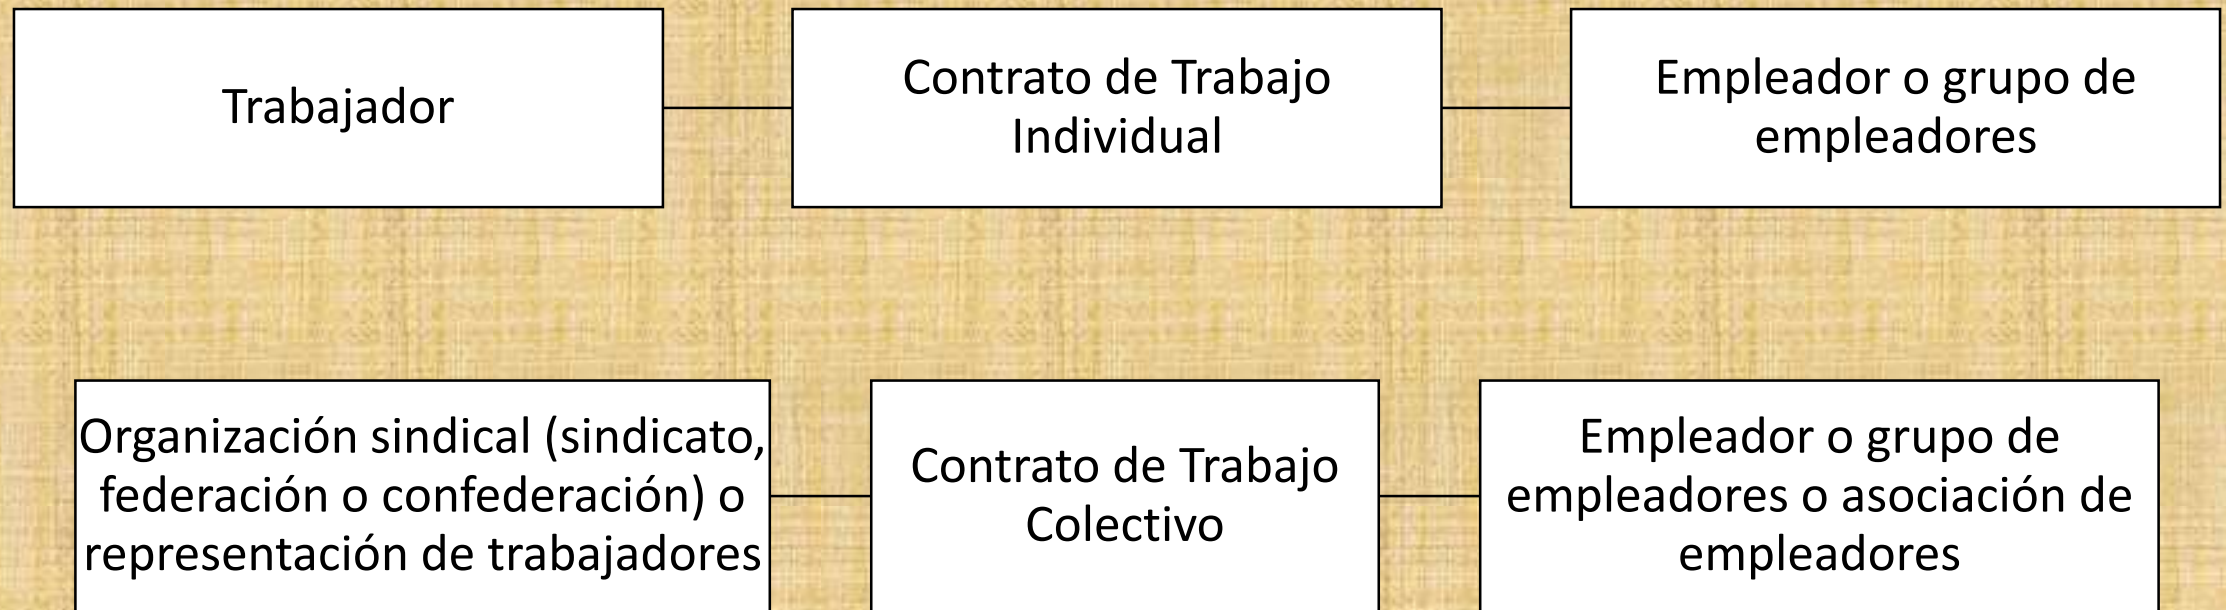 Trabajador
Contrato de Trabajo
Individual
Empleador o grupo de
empleadores
Organización sindical (sindicato,
federación o confederación) o
representación de trabajadores
Contrato de Trabajo
Colectivo
Empleador o grupo de
empleadores o asociación de
empleadores